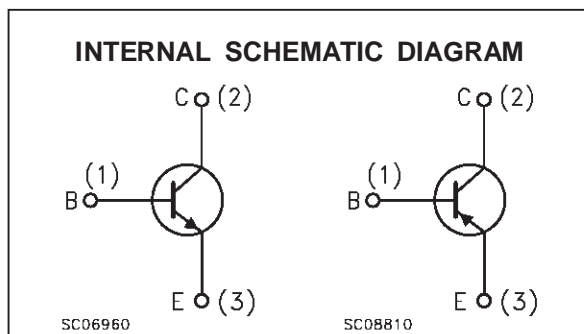 INTERNAL SCHEMATIC DIAGRAM
C (2) C (2)
(1) (1)
B B
E (3) E (3)
SC06960 SC08810